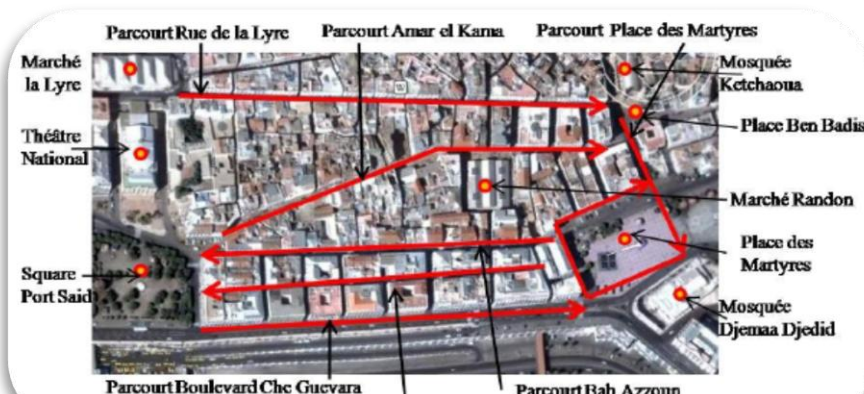 Parcourt Rue de la Lyre
Parcourt Amar el Kama
Parcourt Place des Martyres
Marché
la Lyre
Mosquée
Ketchaoua
Place Ben Badis
Théâtre
National
Marché Randon
Place des
Martyres
Square
Port Said
Mosquée
Djemaa Djedid
Parcourt Boulevard Che Guevara
Parcourt Bab Azzoun